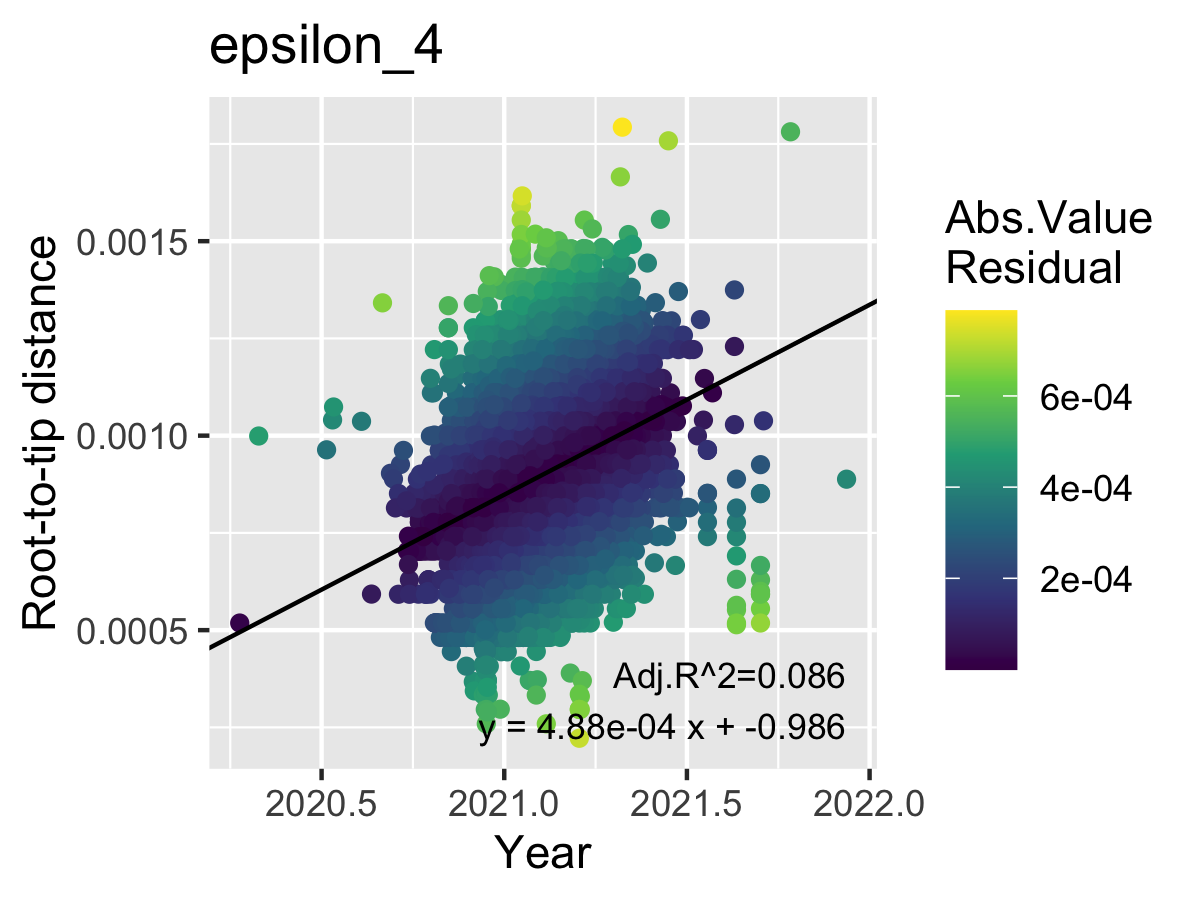 epsilon_4
Root-to-tip distance
0.0015
0.0010
0.0005
Adj.R^2=0.086
y = 4.88e-04 x + -0.986
2020.5
2021.0
2021.5
2022.0
Year
Abs.Value
Residual
6e-04
4e-04
2e-04